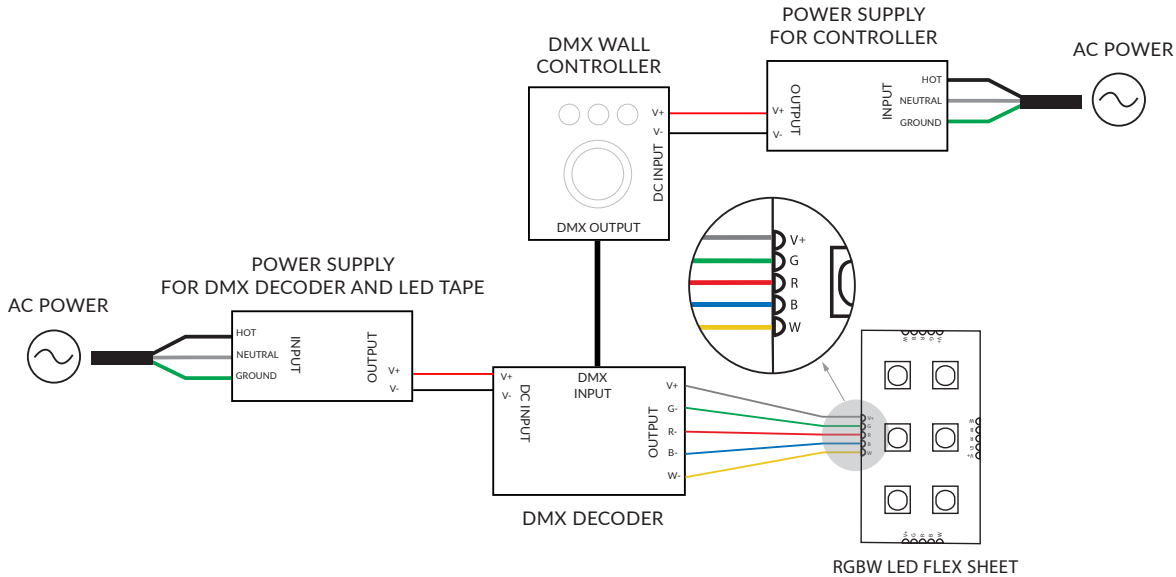 POWER SUPPLY
FOR CONTROLLER
DMX WALL
CONTROLLER
AC POWER
HOT
NEUTRAL
GROUND
INPUT
OUTPUT
V+
V-
V+
V-
DC INPUT
DMX OUTPUT
POWER SUPPLY
FOR DMX DECODER AND LED TAPE
AC POWER
HOT
NEUTRAL
GROUND
INPUT
OUTPUT
V+
V-
V+
V-
DC INPUT
DMX
INPUT
OUTPUT
V+
G-
R-
B-
W-
DMX DECODER
V+
G
R
B
W
W B R G V+
V+
G
R
B
W
W B R G V+
V+ G R B W
RGBW LED FLEX SHEET